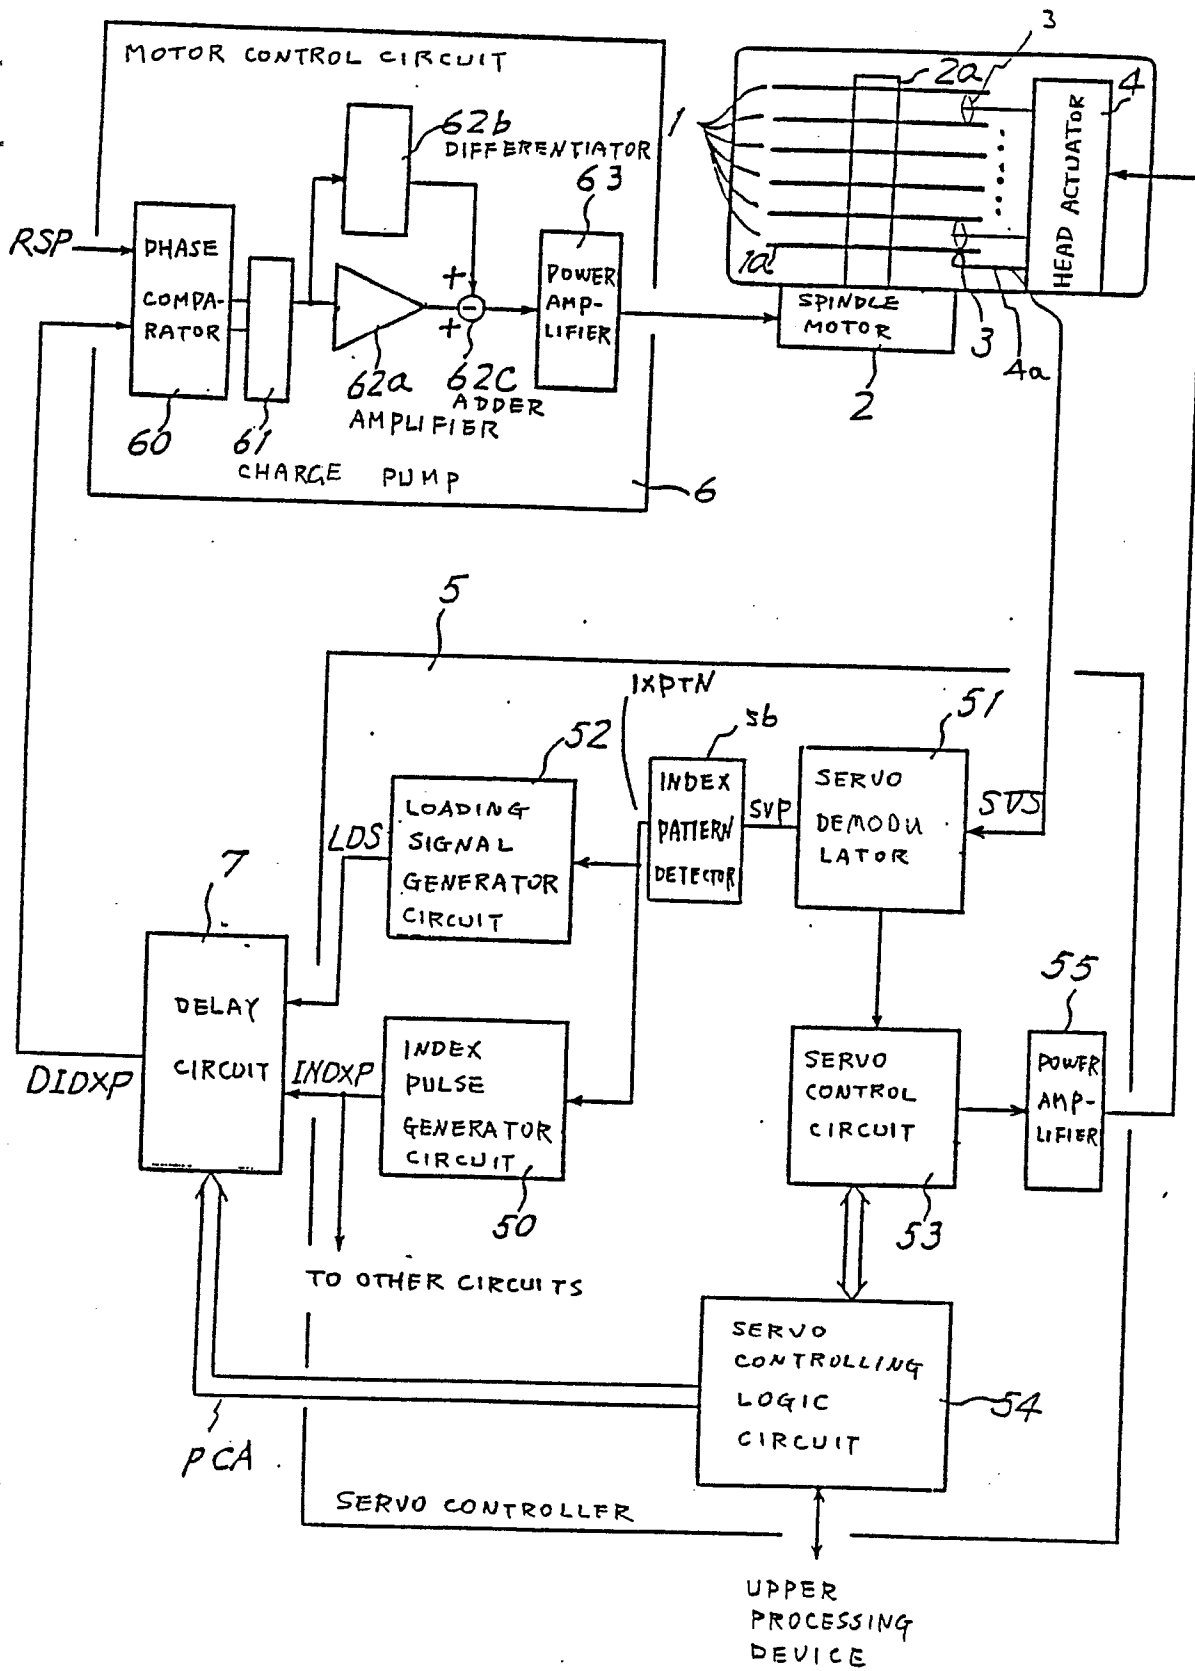 MOTOR CONTROL CIRCUIT
62b
DIFFERENTIATOR
63
RSP
PHASE
COMPA-
RATOR
POWER
AMP-
LIFIER
+
+
−
62a
AMPLIFIER
62C
ADDER
60
61
CHARGE PUMP
6
3
2a
4
1
1a
HEAD ACTUATOR
SPINDLE
MOTOR
3
4a
2
5
IXPTN
5b
51
52
LOADING
SIGNAL
GENERATOR
CIRCUIT
INDEX
PATTERN
DETECTOR
SVP
SERVO
DEMODU
LATOR
SVS
LDS
7
DELAY
CIRCUIT
DIDXP
INDXP
INDEX
PULSE
GENERATOR
CIRCUIT
50
TO OTHER CIRCUITS
SERVO
CONTROL
CIRCUIT
53
55
POWER
AMP-
LIFIER
SERVO
CONTROLLING
LOGIC
CIRCUIT
54
PCA
SERVO CONTROLLER
UPPER
PROCESSING
DEVICE